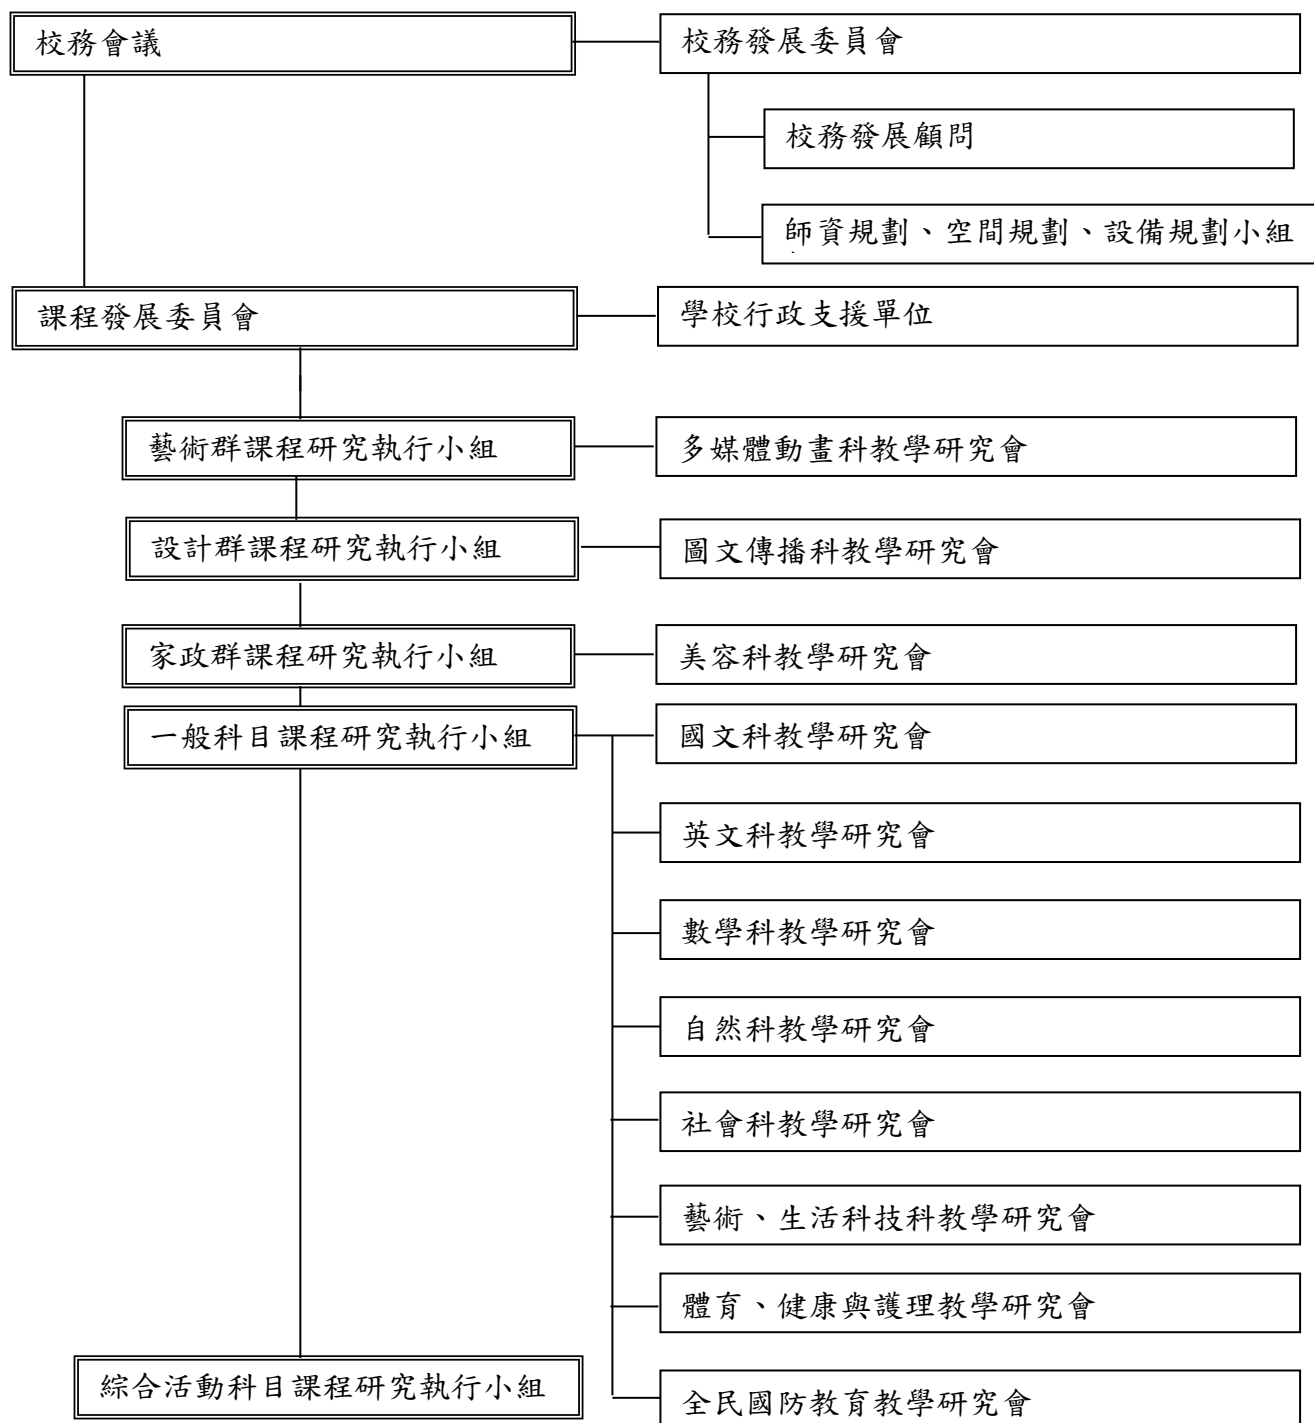 校務會議
校務發展委員會
校務發展顧問
師資規劃、空間規劃、設備規劃小組
課程發展委員會
學校行政支援單位
藝術群課程研究執行小組
多媒體動畫科教學研究會
設計群課程研究執行小組
圖文傳播科教學研究會
家政群課程研究執行小組
美容科教學研究會
一般科目課程研究執行小組
國文科教學研究會
英文科教學研究會
數學科教學研究會
自然科教學研究會
社會科教學研究會
藝術、生活科技科教學研究會
體育、健康與護理教學研究會
綜合活動科目課程研究執行小組
全民國防教育教學研究會